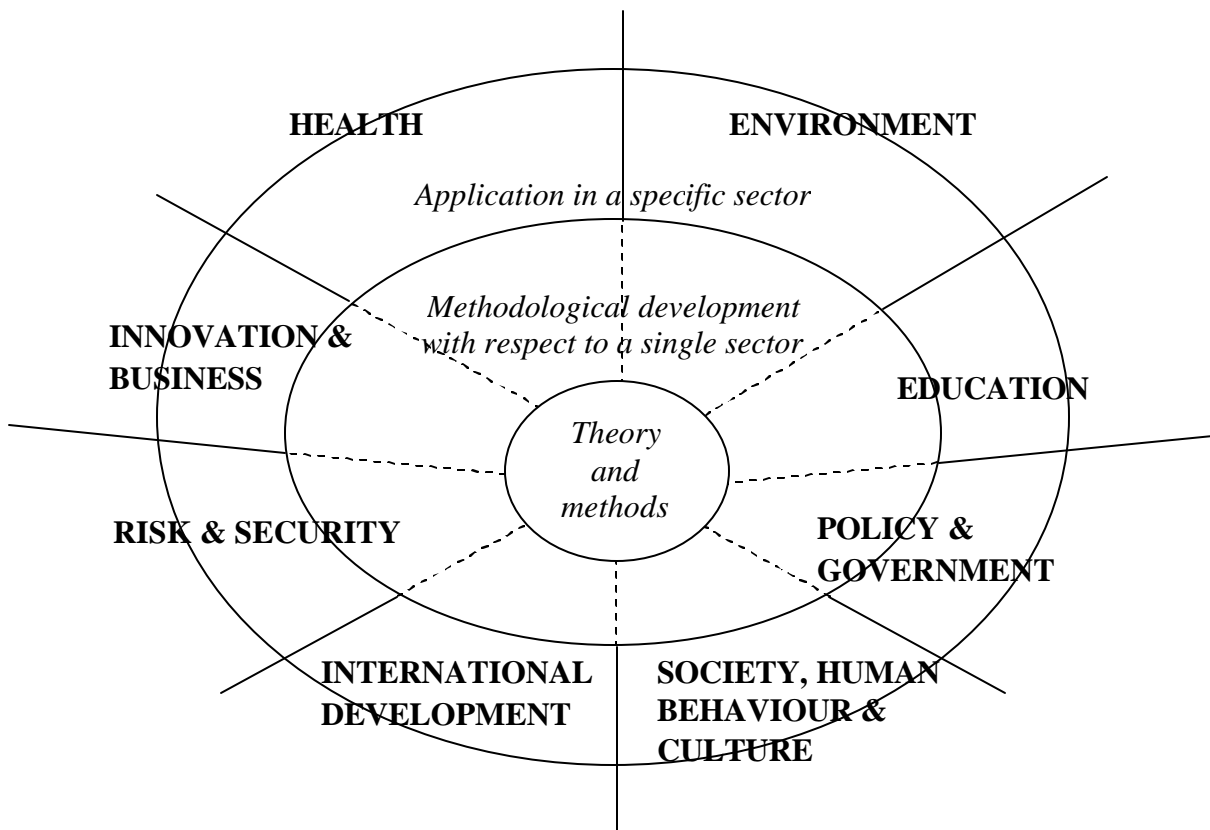 HEALTH
ENVIRONMENT
Application in a specific sector
Methodological development
with respect to a single sector
INNOVATION &
BUSINESS
EDUCATION
Theory
and
methods
RISK & SECURITY
POLICY &
GOVERNMENT
INTERNATIONAL
DEVELOPMENT
SOCIETY, HUMAN
BEHAVIOUR &
CULTURE